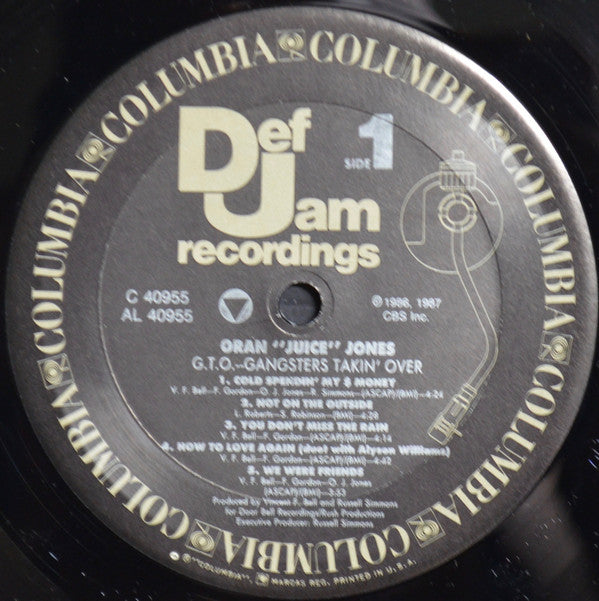 COLUMBIA COLUMBIA COLUMBIA COLUMBIA COLUMBIA COLUMBIA COLUMBIA COLUMBIA
Def
Jam
recordings
SIDE 1
C 40955
AL 40955
℗ 1986, 1987
CBS Inc.
ORAN "JUICE" JONES
G.T.O.—GANGSTERS TAKIN' OVER
1. COLD SPENDIN' MY $ MONEY
V. F. Bell—F. Gordon—O. J. Jones—R. Simmons—(ASCAP)/(BMI)—4:24
2. NOT ON THE OUTSIDE
L. Roberts—S. Robinson—(BMI)—4:28
3. YOU DON'T MISS THE RAIN
V. F. Bell—F. Gordon—(ASCAP)/(BMI)—4:14
4. HOW TO LOVE AGAIN (duet with Alyson Williams)
V. F. Bell—F. Gordon—(ASCAP)/(BMI)—4:42
5. WE WERE FRIENDS
V. F. Bell—F. Gordon—O. J. Jones
(ASCAP)/(BMI)—3:53
Produced by Vincent F. Bell and Russell Simmons
for Door Bell Recordings/Rush Productions
Executive Producer: Russell Simmons
"COLUMBIA", MARCAS REG. PRINTED IN U.S.A.